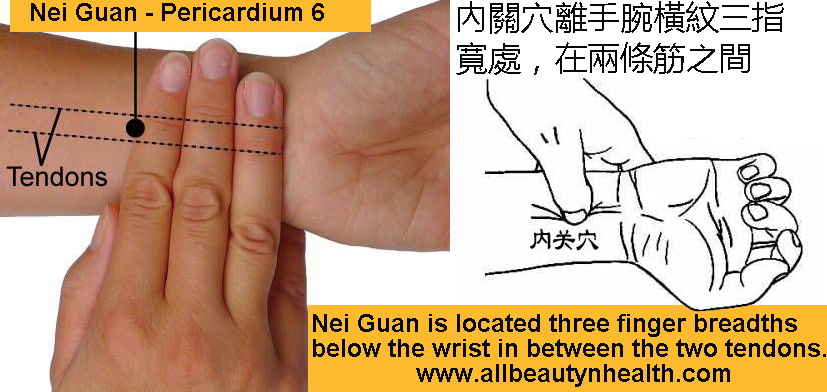 Nei Guan - Pericardium 6
Tendons
內關穴離手腕橫紋三指
寬處，在兩條筋之間
内关穴
Nei Guan is located three finger breadths
below the wrist in between the two tendons.
www.allbeautynhealth.com